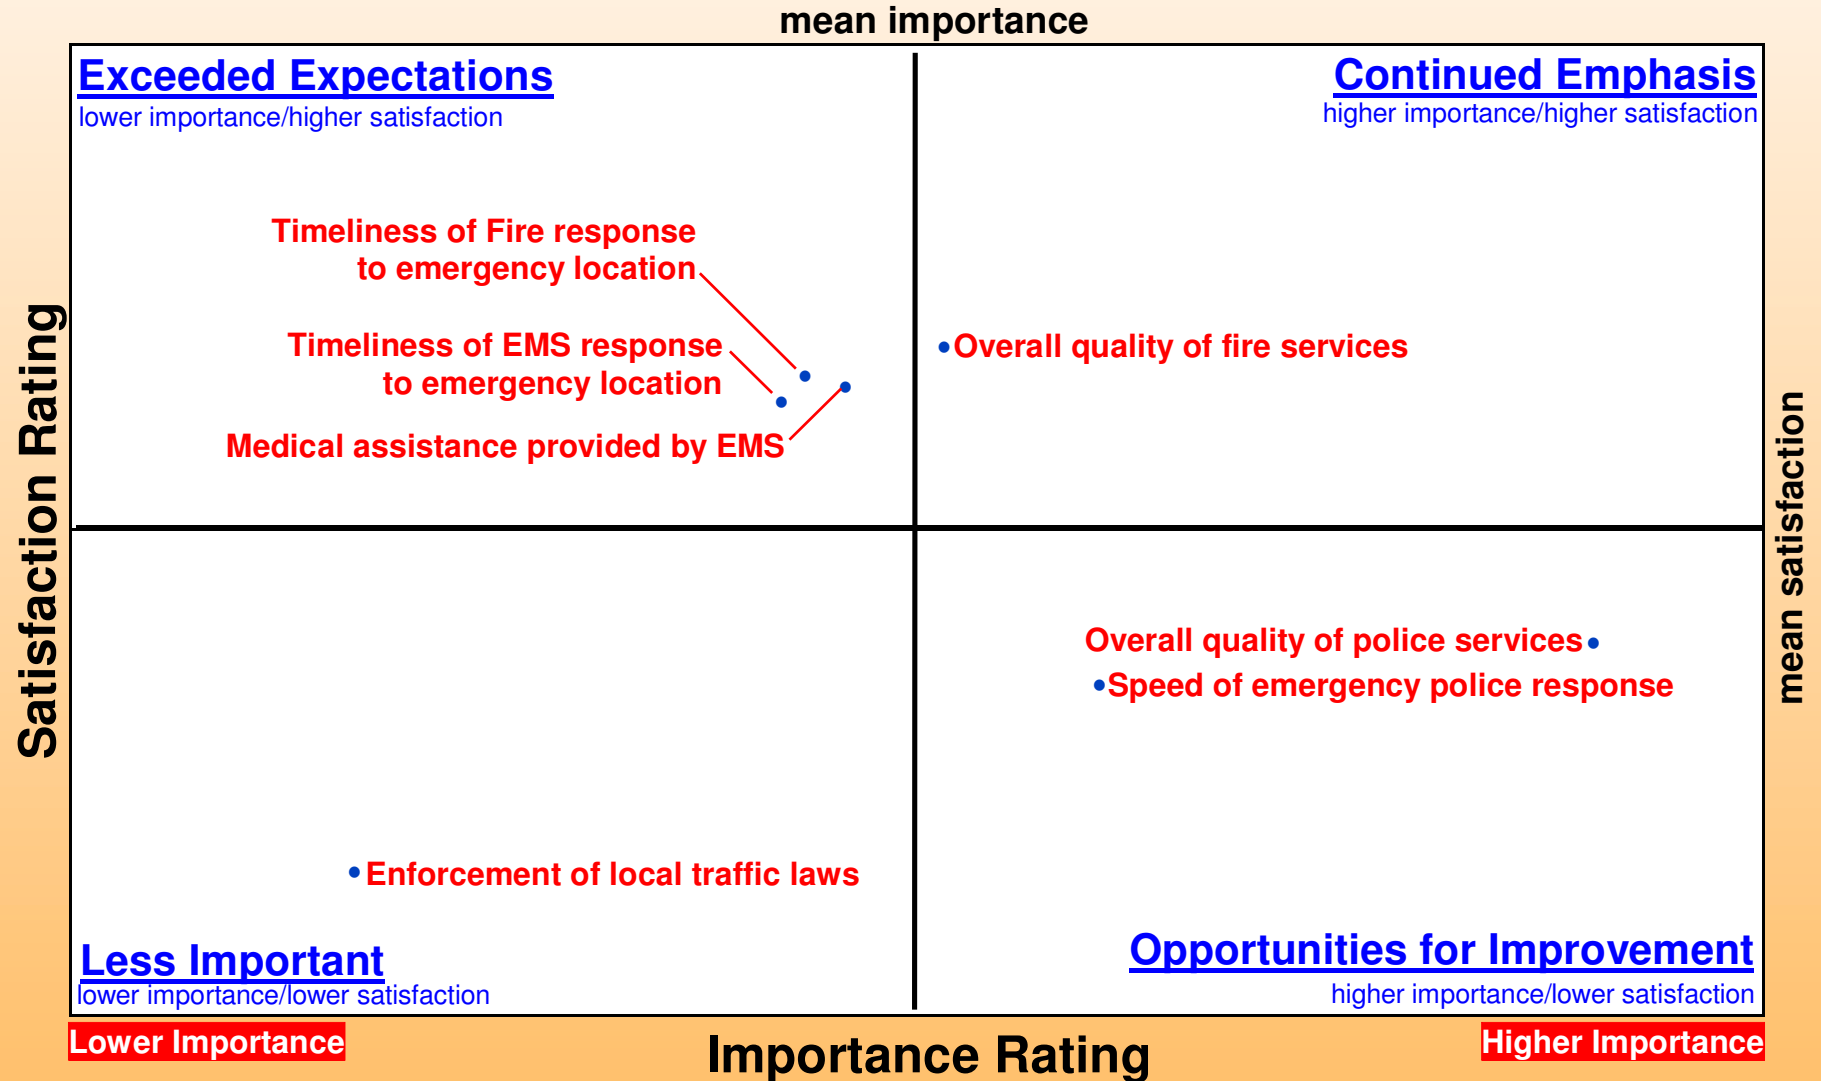 mean importance
Exceeded Expectations
lower importance/higher satisfaction
Continued Emphasis
higher importance/higher satisfaction
Timeliness of Fire response
to emergency location
Timeliness of EMS response
to emergency location
Medical assistance provided by EMS
Overall quality of fire services
Satisfaction Rating
mean satisfaction
Overall quality of police services
Speed of emergency police response
Enforcement of local traffic laws
Less Important
lower importance/lower satisfaction
Opportunities for Improvement
higher importance/lower satisfaction
Lower Importance
Importance Rating
Higher Importance